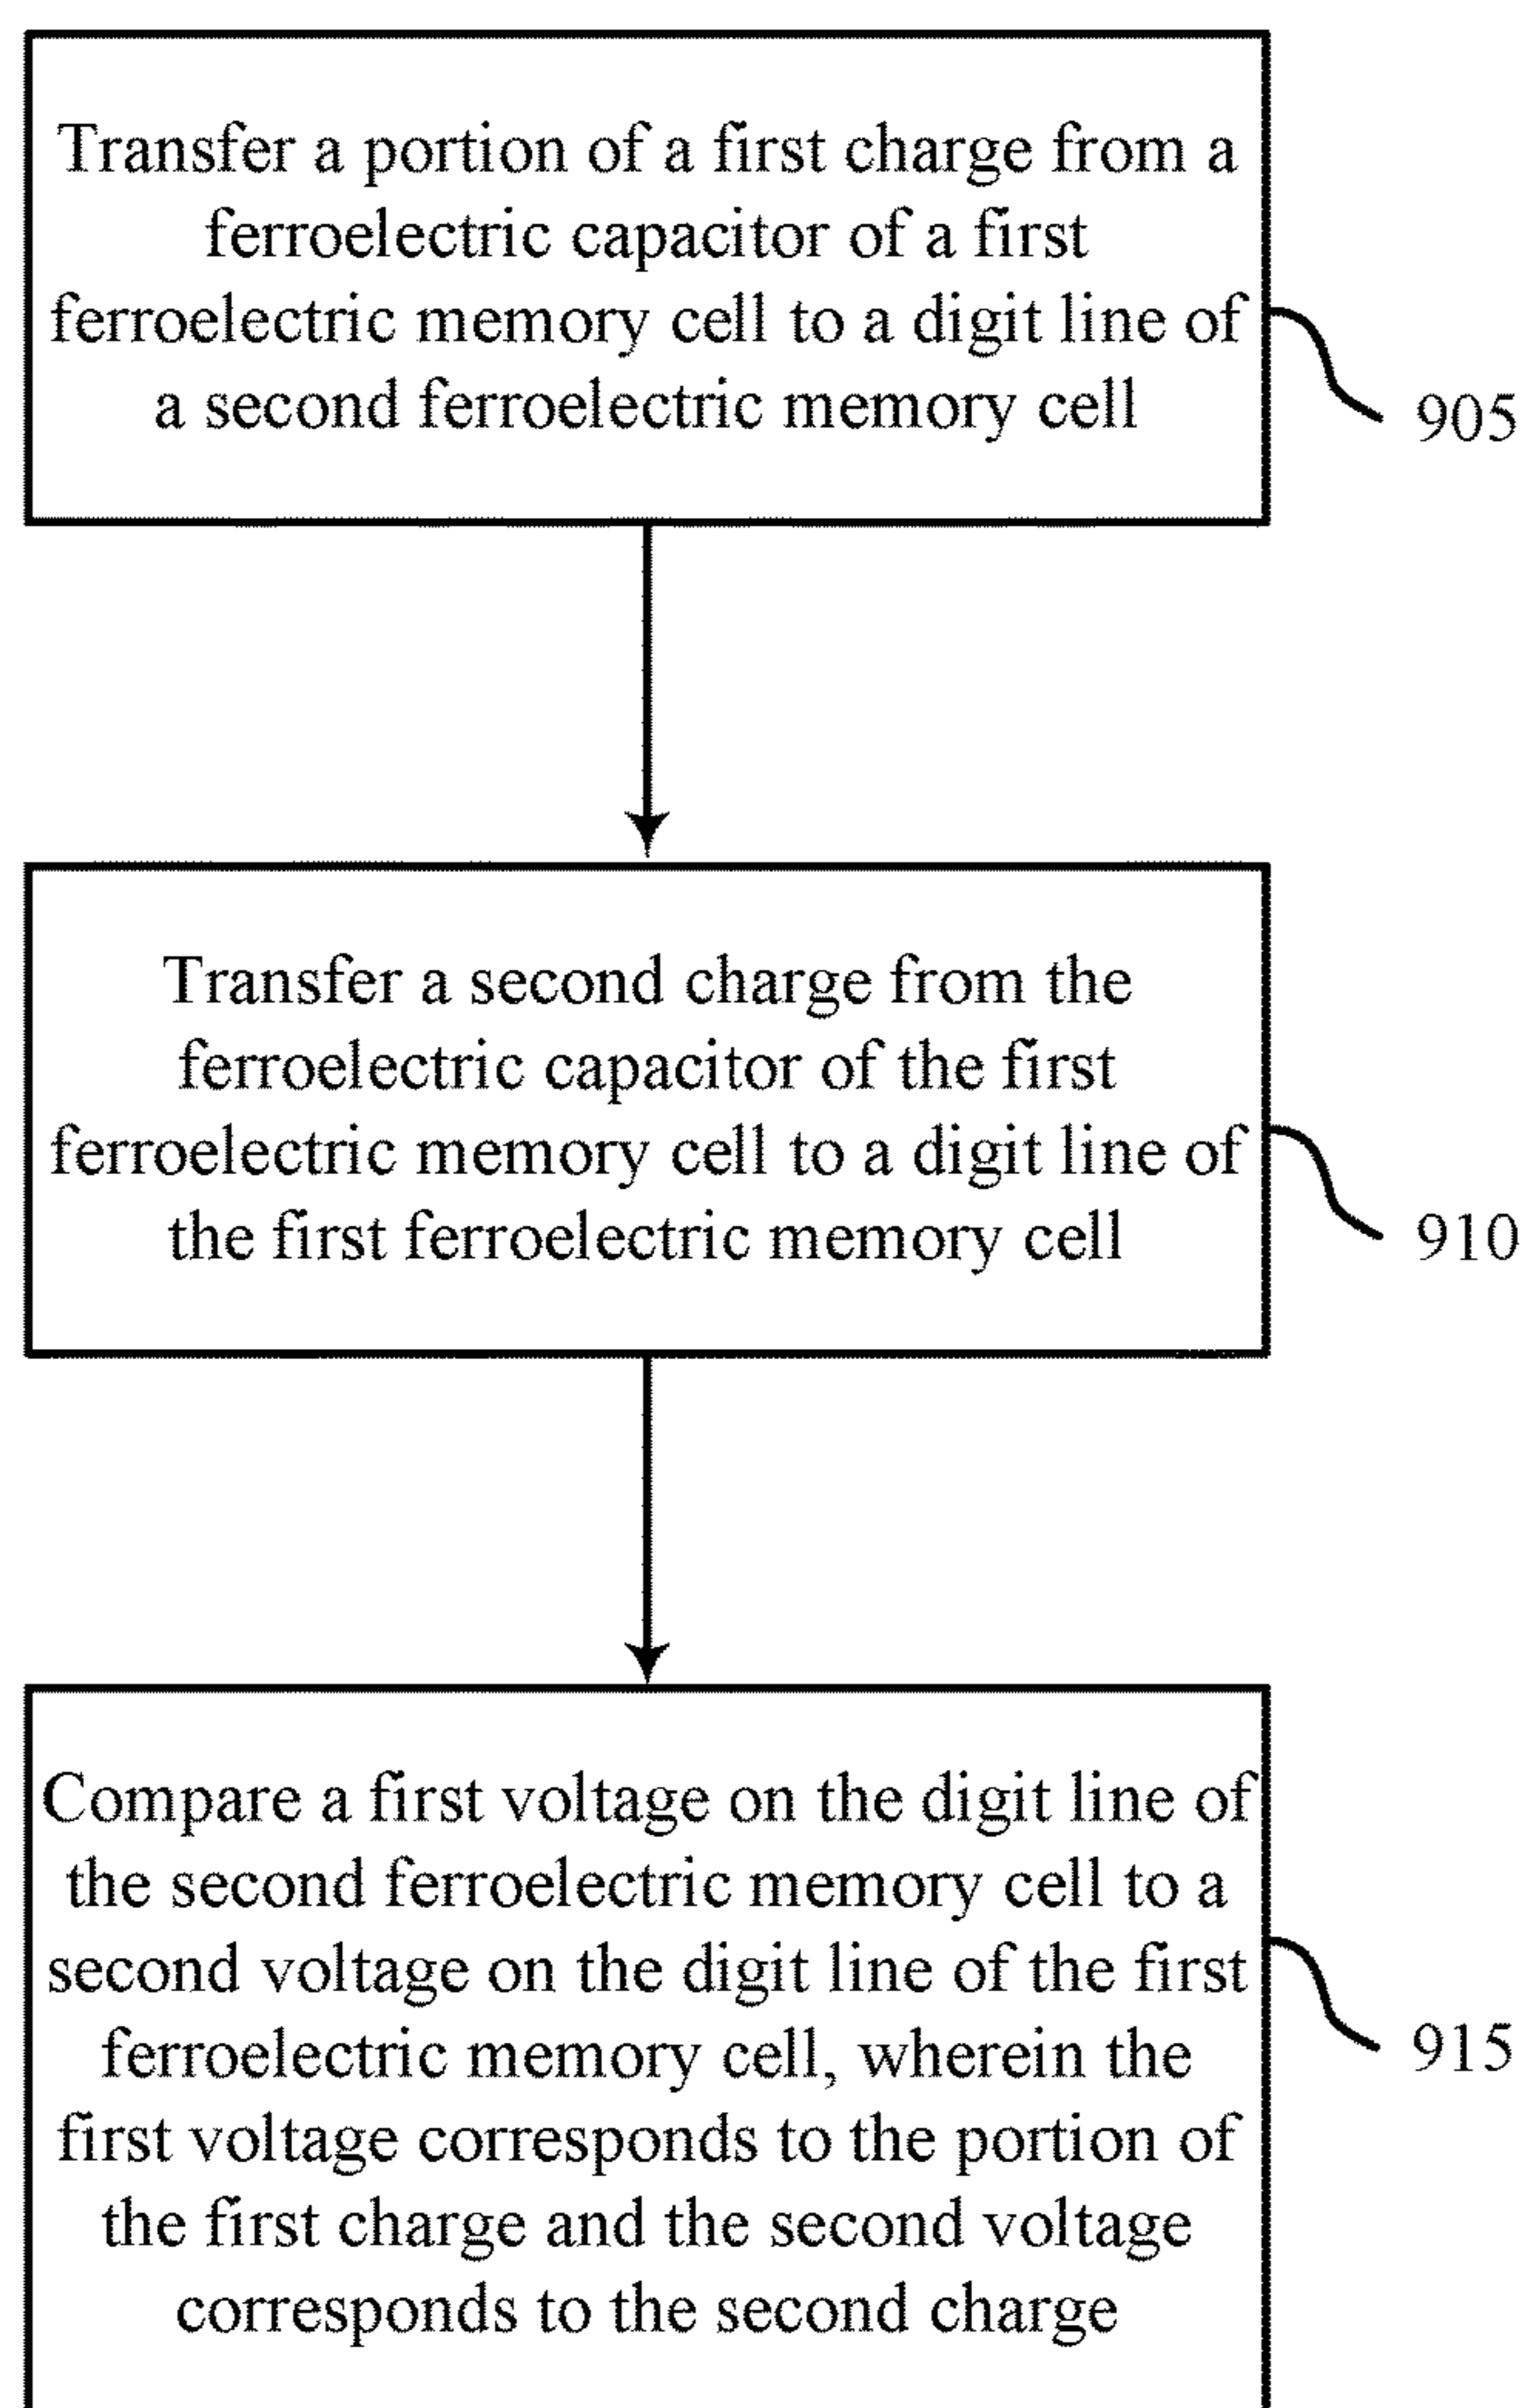 Transfer a portion of a first charge from a
ferroelectric capacitor of a first
ferroelectric memory cell to a digit line of
a second ferroelectric memory cell
905
Transfer a second charge from the
ferroelectric capacitor of the first
ferroelectric memory cell to a digit line of
the first ferroelectric memory cell
910
Compare a first voltage on the digit line of
the second ferroelectric memory cell to a
second voltage on the digit line of the first
ferroelectric memory cell, wherein the
first voltage corresponds to the portion of
the first charge and the second voltage
corresponds to the second charge
915